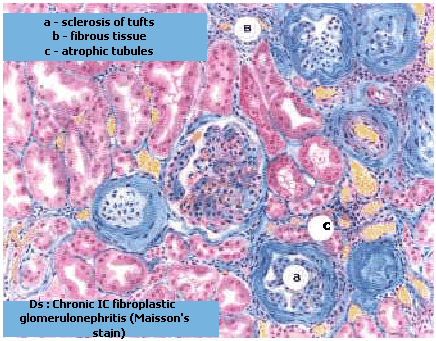 a - sclerosis of tufts
b - fibrous tissue
c - atrophic tubules
B
c
a
Ds : Chronic IC fibroplastic
glomerulonephritis (Maisson's
stain)